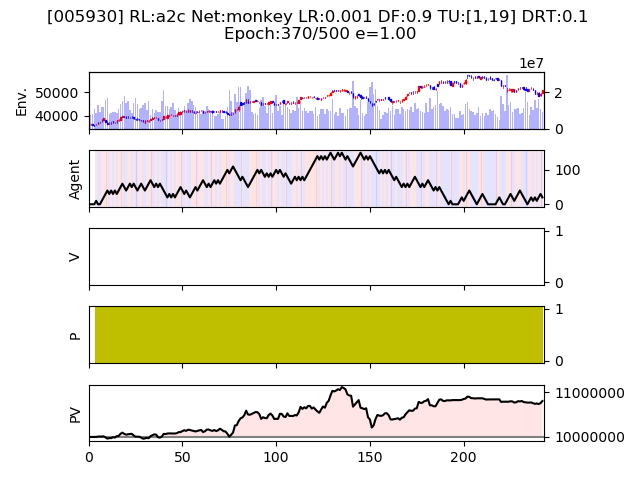 [005930] RL:a2c Net:monkey LR:0.001 DF:0.9 TU:[1,19] DRT:0.1
Epoch:370/500 e=1.00
1e7
Env.
50000
40000
2
0
Agent
100
0
V
1
0
P
1
0
PV
11000000
10000000
0 50 100 150 200